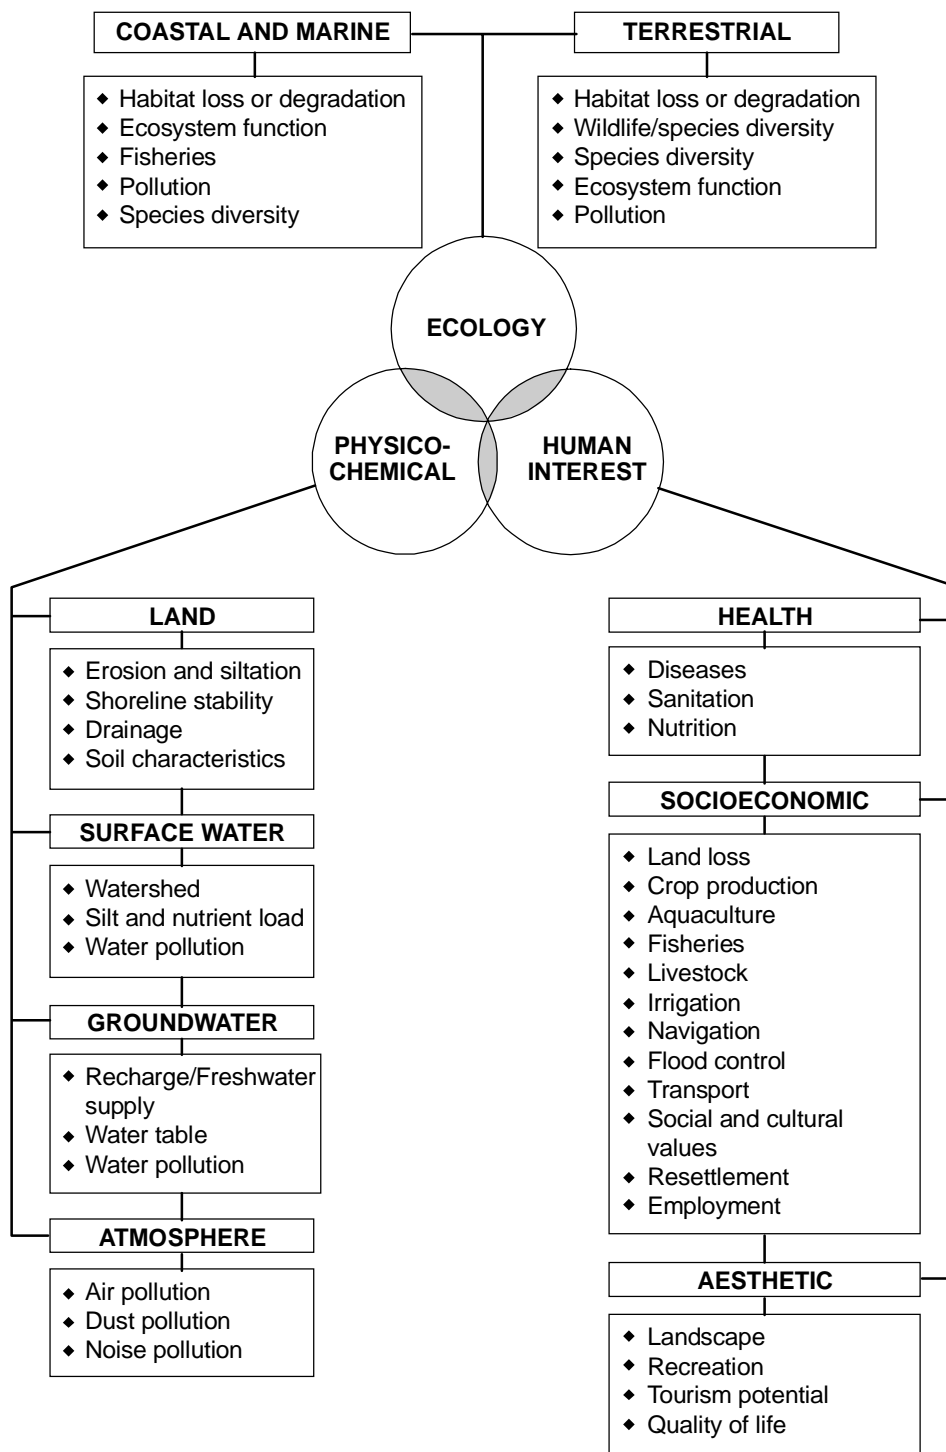 COASTAL AND MARINE
◆ Habitat loss or degradation
◆ Ecosystem function
◆ Fisheries
◆ Pollution
◆ Species diversity
TERRESTRIAL
◆ Habitat loss or degradation
◆ Wildlife/species diversity
◆ Species diversity
◆ Ecosystem function
◆ Pollution
ECOLOGY
PHYSICO-
CHEMICAL
HUMAN
INTEREST
LAND
◆ Erosion and siltation
◆ Shoreline stability
◆ Drainage
◆ Soil characteristics
SURFACE WATER
◆ Watershed
◆ Silt and nutrient load
◆ Water pollution
GROUNDWATER
◆ Recharge/Freshwater
supply
◆ Water table
◆ Water pollution
ATMOSPHERE
◆ Air pollution
◆ Dust pollution
◆ Noise pollution
HEALTH
◆ Diseases
◆ Sanitation
◆ Nutrition
SOCIOECONOMIC
◆ Land loss
◆ Crop production
◆ Aquaculture
◆ Fisheries
◆ Livestock
◆ Irrigation
◆ Navigation
◆ Flood control
◆ Transport
◆ Social and cultural
values
◆ Resettlement
◆ Employment
AESTHETIC
◆ Landscape
◆ Recreation
◆ Tourism potential
◆ Quality of life